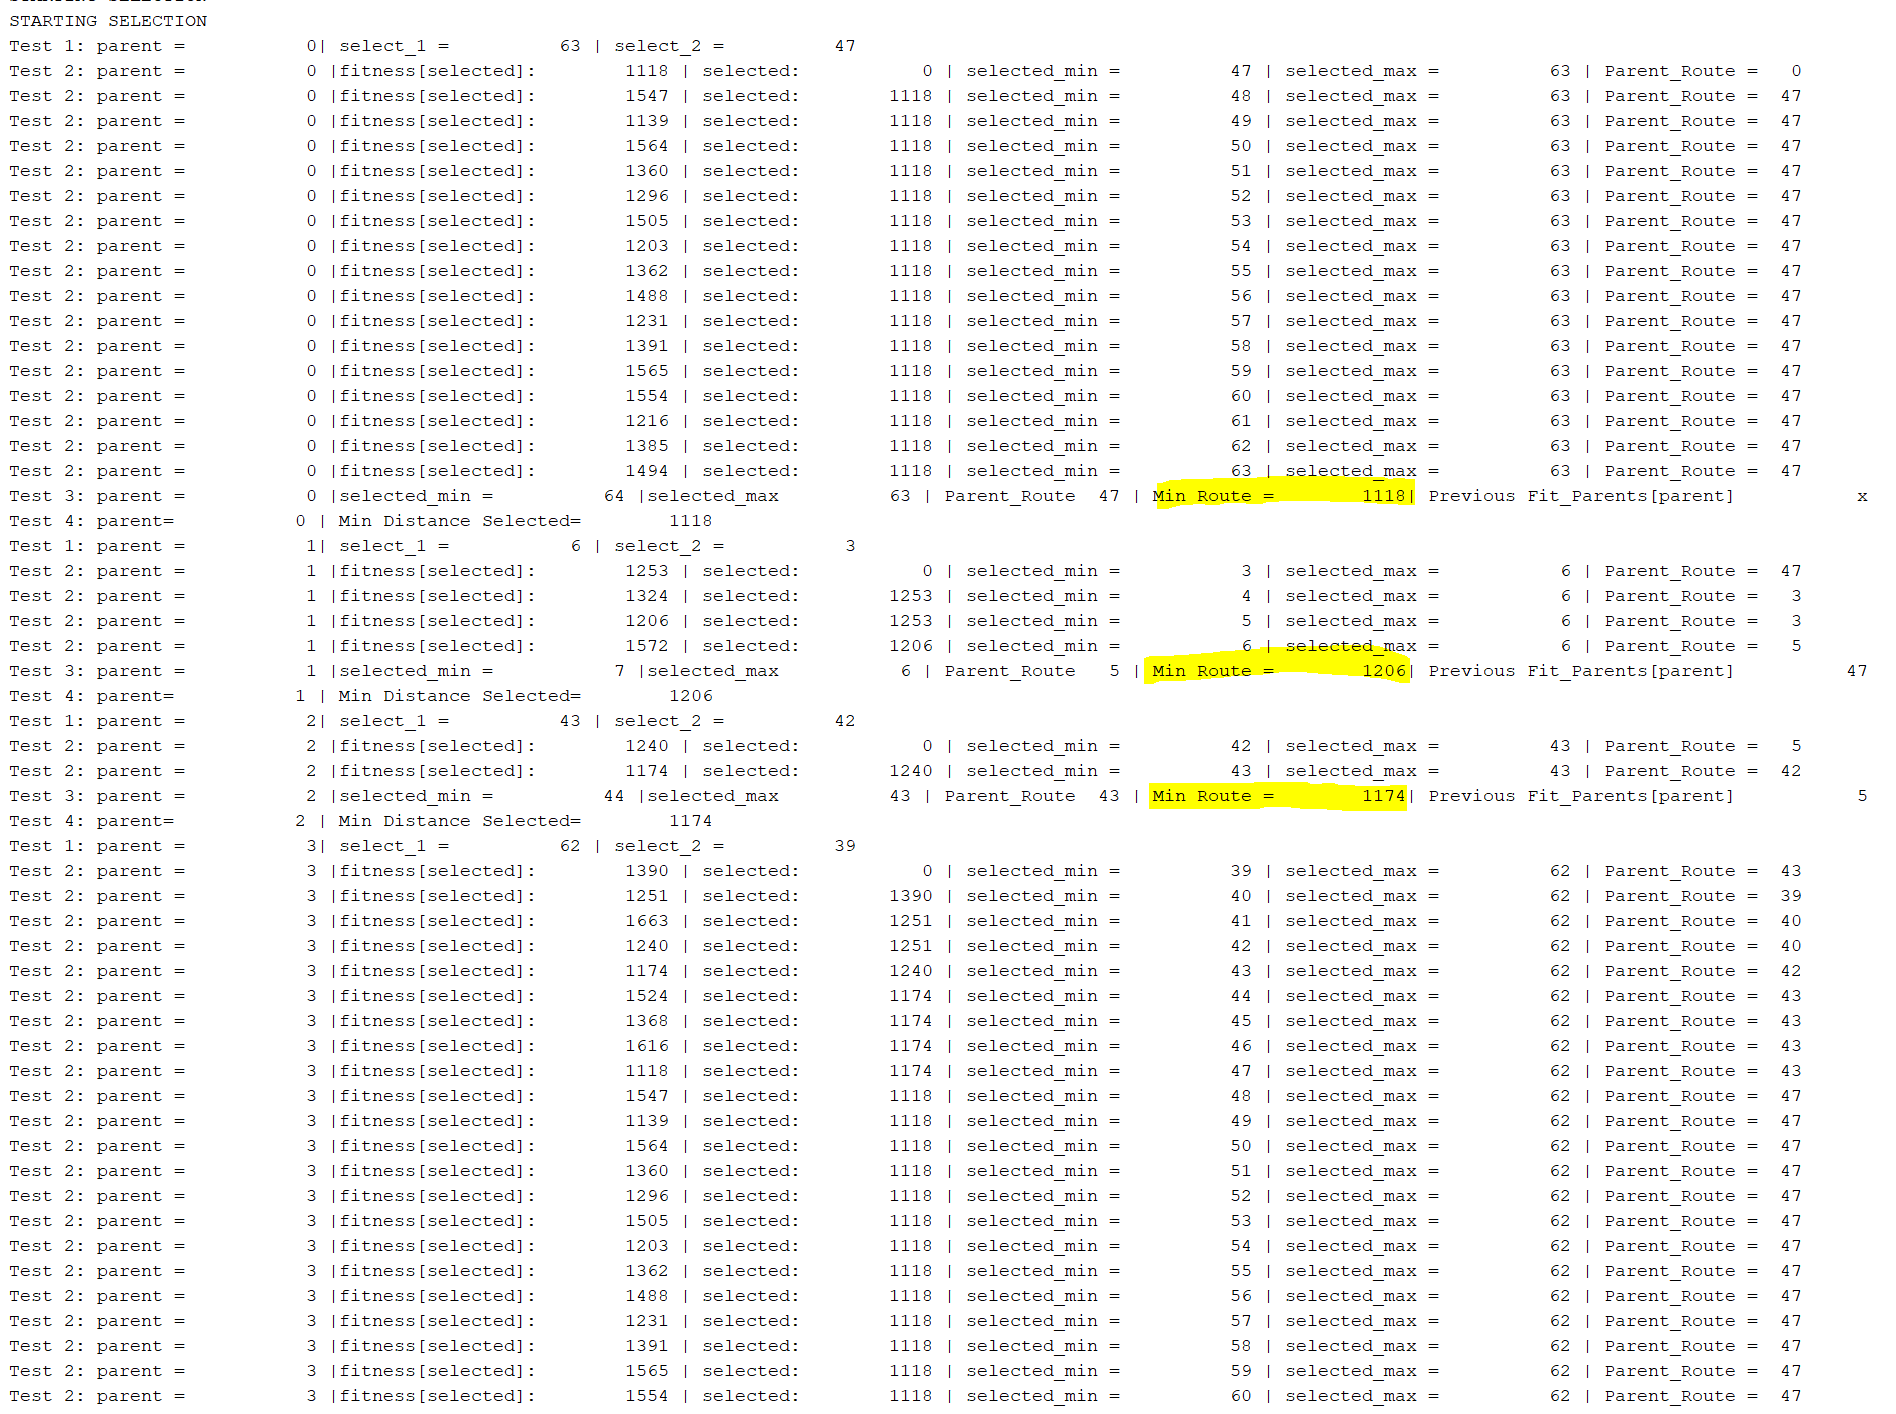 STARTING SELECTION
Test 1: parent = 0| select_1 = 63 | select_2 = 47
Test 2: parent = 0 |fitness[selected]: 1118 | selected: 0 | selected_min = 47 | selected_max = 63 | Parent_Route = 0
Test 2: parent = 0 |fitness[selected]: 1547 | selected: 1118 | selected_min = 48 | selected_max = 63 | Parent_Route = 47
Test 2: parent = 0 |fitness[selected]: 1139 | selected: 1118 | selected_min = 49 | selected_max = 63 | Parent_Route = 47
Test 2: parent = 0 |fitness[selected]: 1564 | selected: 1118 | selected_min = 50 | selected_max = 63 | Parent_Route = 47
Test 2: parent = 0 |fitness[selected]: 1360 | selected: 1118 | selected_min = 51 | selected_max = 63 | Parent_Route = 47
Test 2: parent = 0 |fitness[selected]: 1296 | selected: 1118 | selected_min = 52 | selected_max = 63 | Parent_Route = 47
Test 2: parent = 0 |fitness[selected]: 1505 | selected: 1118 | selected_min = 53 | selected_max = 63 | Parent_Route = 47
Test 2: parent = 0 |fitness[selected]: 1203 | selected: 1118 | selected_min = 54 | selected_max = 63 | Parent_Route = 47
Test 2: parent = 0 |fitness[selected]: 1362 | selected: 1118 | selected_min = 55 | selected_max = 63 | Parent_Route = 47
Test 2: parent = 0 |fitness[selected]: 1488 | selected: 1118 | selected_min = 56 | selected_max = 63 | Parent_Route = 47
Test 2: parent = 0 |fitness[selected]: 1231 | selected: 1118 | selected_min = 57 | selected_max = 63 | Parent_Route = 47
Test 2: parent = 0 |fitness[selected]: 1391 | selected: 1118 | selected_min = 58 | selected_max = 63 | Parent_Route = 47
Test 2: parent = 0 |fitness[selected]: 1565 | selected: 1118 | selected_min = 59 | selected_max = 63 | Parent_Route = 47
Test 2: parent = 0 |fitness[selected]: 1554 | selected: 1118 | selected_min = 60 | selected_max = 63 | Parent_Route = 47
Test 2: parent = 0 |fitness[selected]: 1216 | selected: 1118 | selected_min = 61 | selected_max = 63 | Parent_Route = 47
Test 2: parent = 0 |fitness[selected]: 1385 | selected: 1118 | selected_min = 62 | selected_max = 63 | Parent_Route = 47
Test 2: parent = 0 |fitness[selected]: 1494 | selected: 1118 | selected_min = 63 | selected_max = 63 | Parent_Route = 47
Test 3: parent = 0 |selected_min = 64 |selected_max 63 | Parent_Route 47 | Min Route = 1118| Previous Fit_Parents[parent] x
Test 4: parent= 0 | Min Distance Selected= 1118
Test 1: parent = 1| select_1 = 6 | select_2 = 3
Test 2: parent = 1 |fitness[selected]: 1253 | selected: 0 | selected_min = 3 | selected_max = 6 | Parent_Route = 47
Test 2: parent = 1 |fitness[selected]: 1324 | selected: 1253 | selected_min = 4 | selected_max = 6 | Parent_Route = 3
Test 2: parent = 1 |fitness[selected]: 1206 | selected: 1253 | selected_min = 5 | selected_max = 6 | Parent_Route = 3
Test 2: parent = 1 |fitness[selected]: 1572 | selected: 1206 | selected_min = 6 | selected_max = 6 | Parent_Route = 5
Test 3: parent = 1 |selected_min = 7 |selected_max 6 | Parent_Route 5 | Min Route = 1206| Previous Fit_Parents[parent] 47
Test 4: parent= 1 | Min Distance Selected= 1206
Test 1: parent = 2| select_1 = 43 | select_2 = 42
Test 2: parent = 2 |fitness[selected]: 1240 | selected: 0 | selected_min = 42 | selected_max = 43 | Parent_Route = 5
Test 2: parent = 2 |fitness[selected]: 1174 | selected: 1240 | selected_min = 43 | selected_max = 43 | Parent_Route = 42
Test 3: parent = 2 |selected_min = 44 |selected_max 43 | Parent_Route 43 | Min Route = 1174| Previous Fit_Parents[parent] 5
Test 4: parent= 2 | Min Distance Selected= 1174
Test 1: parent = 3| select_1 = 62 | select_2 = 39
Test 2: parent = 3 |fitness[selected]: 1390 | selected: 0 | selected_min = 39 | selected_max = 62 | Parent_Route = 43
Test 2: parent = 3 |fitness[selected]: 1251 | selected: 1390 | selected_min = 40 | selected_max = 62 | Parent_Route = 39
Test 2: parent = 3 |fitness[selected]: 1663 | selected: 1251 | selected_min = 41 | selected_max = 62 | Parent_Route = 40
Test 2: parent = 3 |fitness[selected]: 1240 | selected: 1251 | selected_min = 42 | selected_max = 62 | Parent_Route = 40
Test 2: parent = 3 |fitness[selected]: 1174 | selected: 1240 | selected_min = 43 | selected_max = 62 | Parent_Route = 42
Test 2: parent = 3 |fitness[selected]: 1524 | selected: 1174 | selected_min = 44 | selected_max = 62 | Parent_Route = 43
Test 2: parent = 3 |fitness[selected]: 1368 | selected: 1174 | selected_min = 45 | selected_max = 62 | Parent_Route = 43
Test 2: parent = 3 |fitness[selected]: 1616 | selected: 1174 | selected_min = 46 | selected_max = 62 | Parent_Route = 43
Test 2: parent = 3 |fitness[selected]: 1118 | selected: 1174 | selected_min = 47 | selected_max = 62 | Parent_Route = 43
Test 2: parent = 3 |fitness[selected]: 1547 | selected: 1118 | selected_min = 48 | selected_max = 62 | Parent_Route = 47
Test 2: parent = 3 |fitness[selected]: 1139 | selected: 1118 | selected_min = 49 | selected_max = 62 | Parent_Route = 47
Test 2: parent = 3 |fitness[selected]: 1564 | selected: 1118 | selected_min = 50 | selected_max = 62 | Parent_Route = 47
Test 2: parent = 3 |fitness[selected]: 1360 | selected: 1118 | selected_min = 51 | selected_max = 62 | Parent_Route = 47
Test 2: parent = 3 |fitness[selected]: 1296 | selected: 1118 | selected_min = 52 | selected_max = 62 | Parent_Route = 47
Test 2: parent = 3 |fitness[selected]: 1505 | selected: 1118 | selected_min = 53 | selected_max = 62 | Parent_Route = 47
Test 2: parent = 3 |fitness[selected]: 1203 | selected: 1118 | selected_min = 54 | selected_max = 62 | Parent_Route = 47
Test 2: parent = 3 |fitness[selected]: 1362 | selected: 1118 | selected_min = 55 | selected_max = 62 | Parent_Route = 47
Test 2: parent = 3 |fitness[selected]: 1488 | selected: 1118 | selected_min = 56 | selected_max = 62 | Parent_Route = 47
Test 2: parent = 3 |fitness[selected]: 1231 | selected: 1118 | selected_min = 57 | selected_max = 62 | Parent_Route = 47
Test 2: parent = 3 |fitness[selected]: 1391 | selected: 1118 | selected_min = 58 | selected_max = 62 | Parent_Route = 47
Test 2: parent = 3 |fitness[selected]: 1565 | selected: 1118 | selected_min = 59 | selected_max = 62 | Parent_Route = 47
Test 2: parent = 3 |fitness[selected]: 1554 | selected: 1118 | selected_min = 60 | selected_max = 62 | Parent_Route = 47